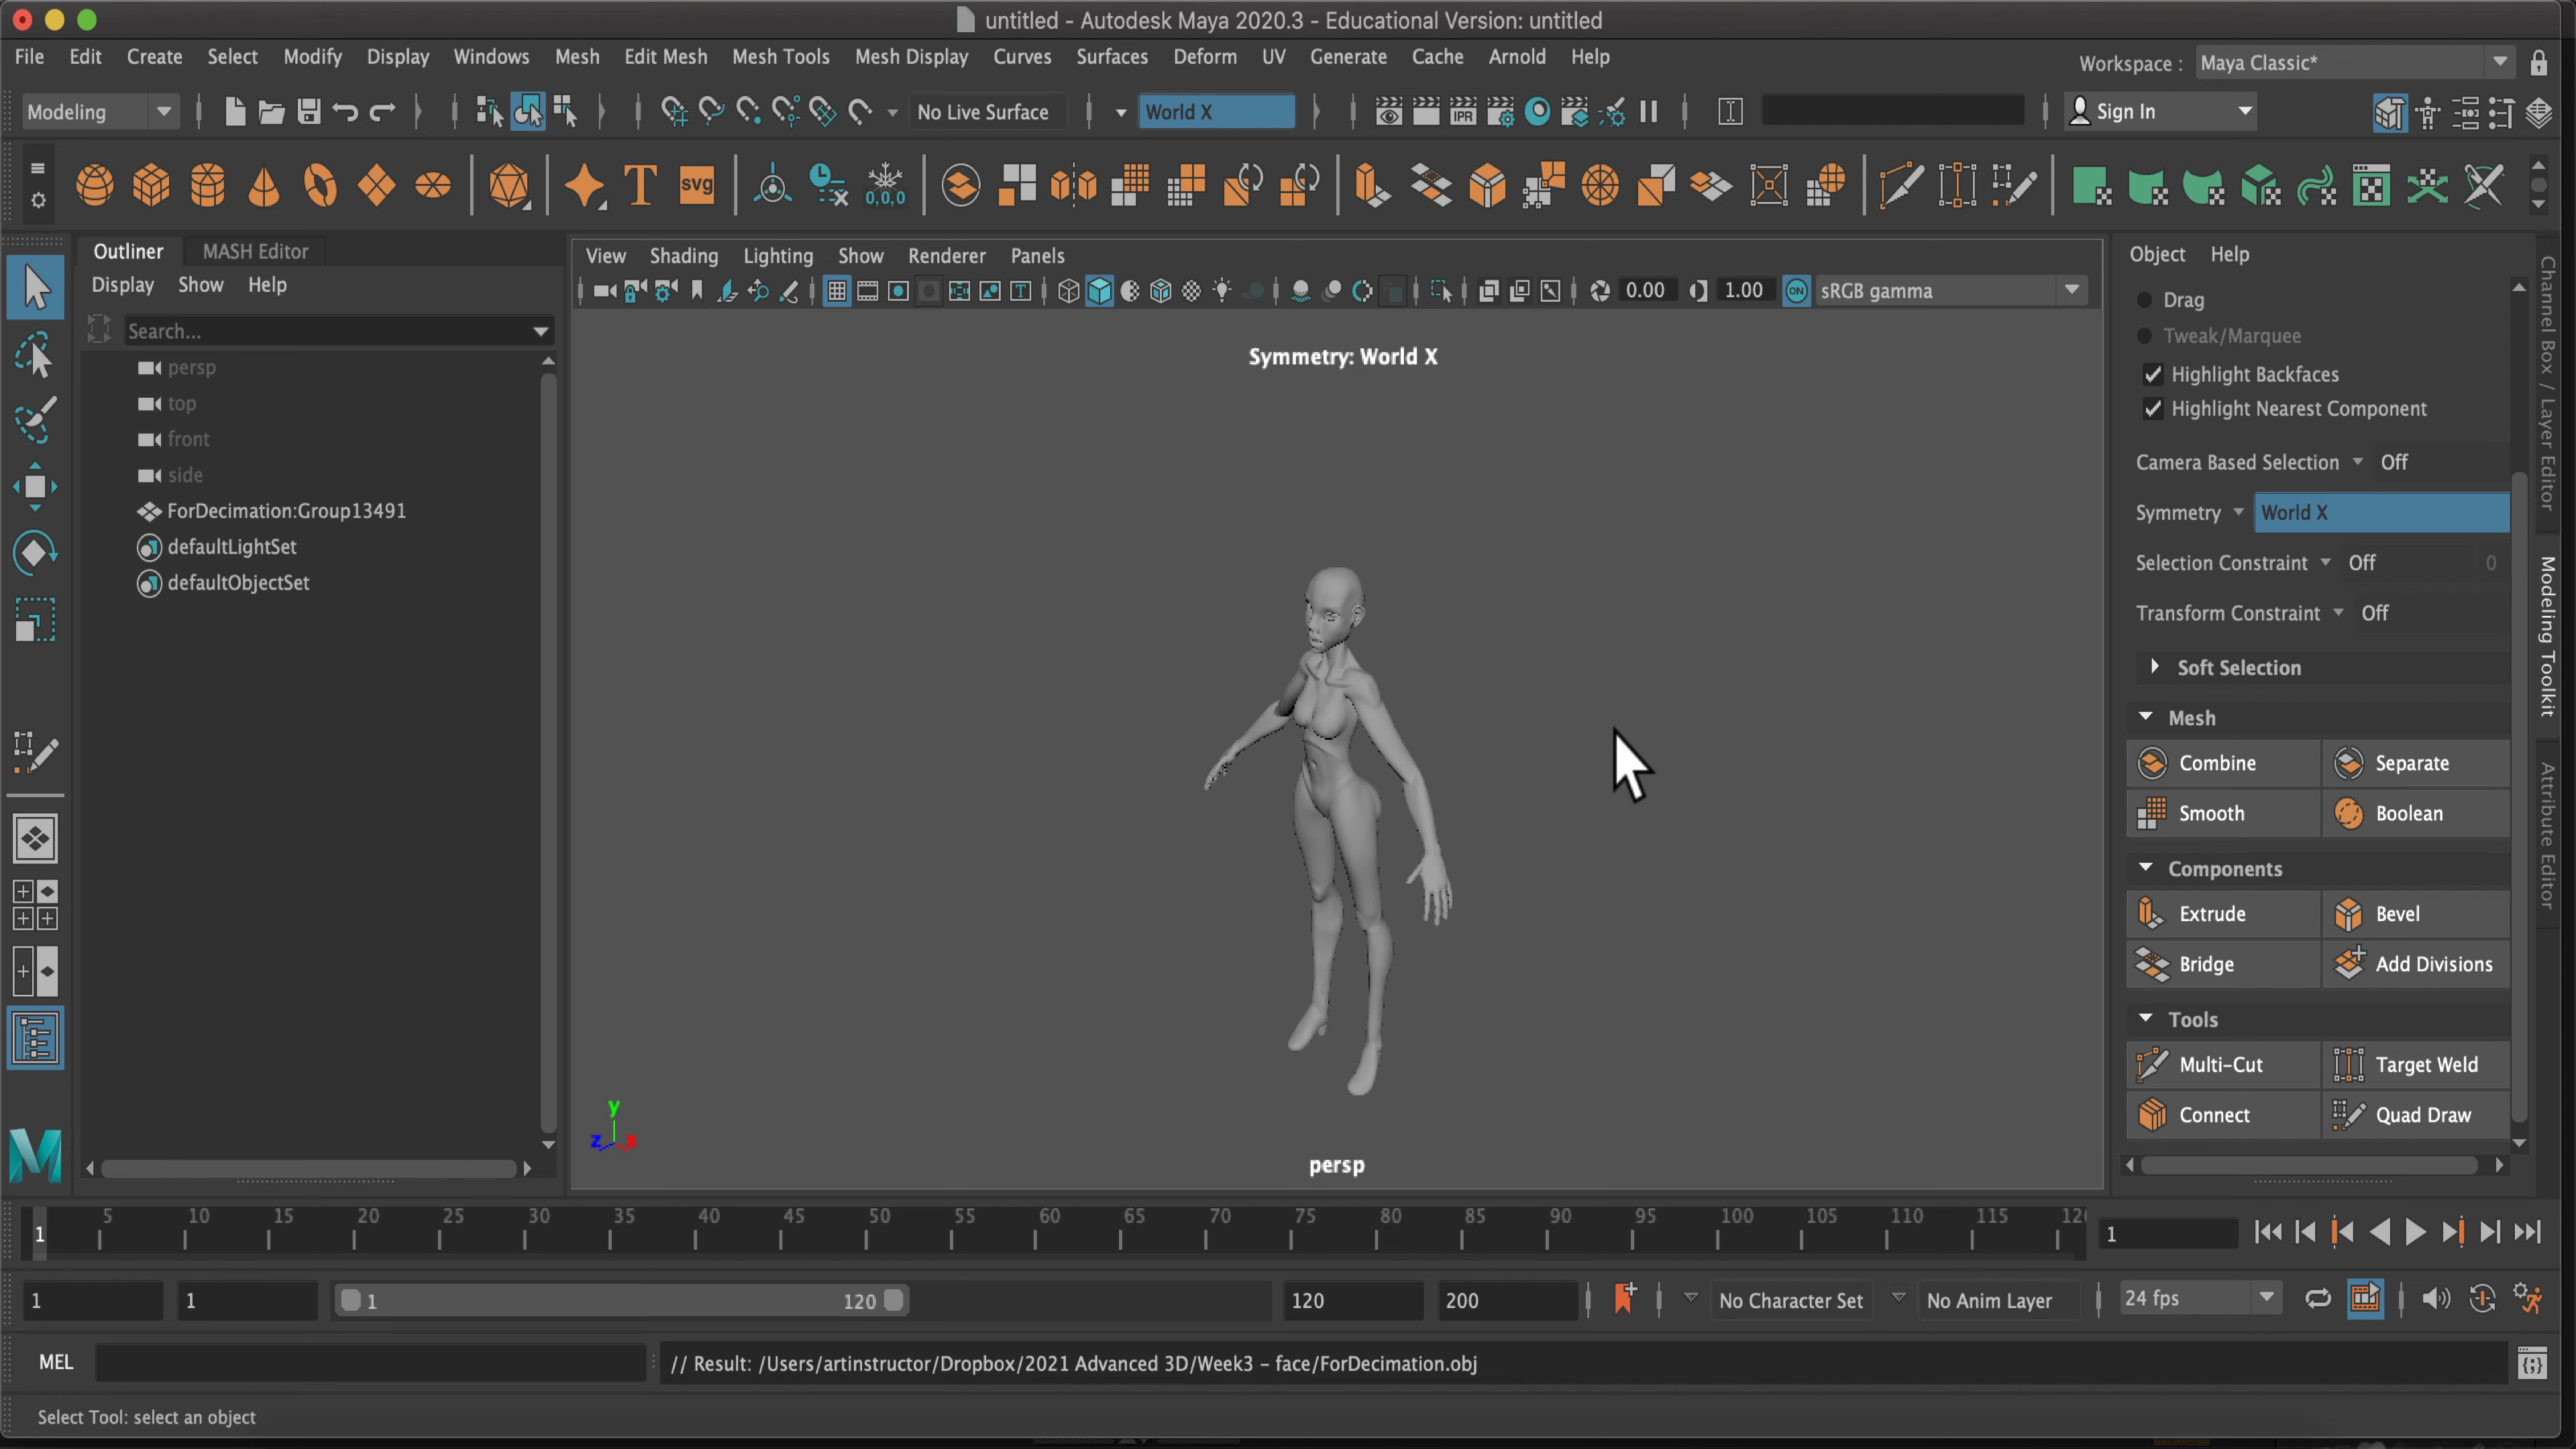 untitled - Autodesk Maya 2020.3 - Educational Version: untitled
File Edit Create Select Modify Display Windows Mesh Edit Mesh Mesh Tools Mesh Display Curves Surfaces Deform UV Generate Cache Arnold Help
Workspace : Maya Classic*
Modeling No Live Surface World X IPR Sign In
T SVG 0,0,0
Outliner MASH Editor
Display Show Help
Search...
persp
top
front
side
ForDecimation:Group13491
defaultLightSet
defaultObjectSet
View Shading Lighting Show Renderer Panels
T 0.00 1.00 ON sRGB gamma
Symmetry: World X
y
z x
persp
Object Help
Drag
Tweak/Marquee
Highlight Backfaces
Highlight Nearest Component
Camera Based Selection Off
Symmetry World X
Selection Constraint Off 0
Transform Constraint Off
Soft Selection
Mesh
Combine Separate
Smooth Boolean
Components
Extrude Bevel
Bridge Add Divisions
Tools
Multi-Cut Target Weld
Connect Quad Draw
Channel Box / Layer Editor
Modeling Toolkit
Attribute Editor
1 5 10 15 20 25 30 35 40 45 50 55 60 65 70 75 80 85 90 95 100 105 110 115 1
1 1 1 120 120 200 No Character Set No Anim Layer 24 fps
MEL // Result: /Users/artinstructor/Dropbox/2021 Advanced 3D/Week3 - face/ForDecimation.obj
Select Tool: select an object